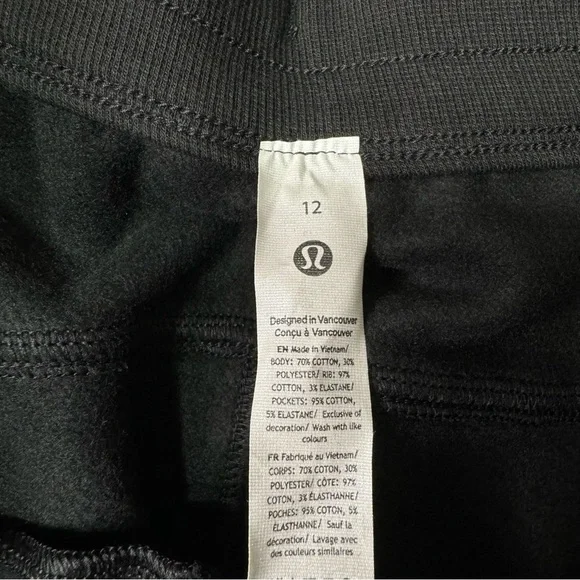 12
Designed in Vancouver
Conçu à Vancouver
EN Made in Vietnam/
BODY: 70% COTTON, 30%
POLYESTER/ RIB: 97%
COTTON, 3% ELASTANE/
POCKETS: 95% COTTON,
5% ELASTANE/ Exclusive of
decoration/ Wash with like
colours
FR Fabriqué au Vietnam/
CORPS: 70% COTON, 30%
POLYESTER/ CÔTE: 97%
COTON, 3% ÉLASTHANNE/
POCHES: 95% COTON, 5%
ÉLASTHANNE/ Sauf la
décoration/ Lavage avec
des couleurs similaires